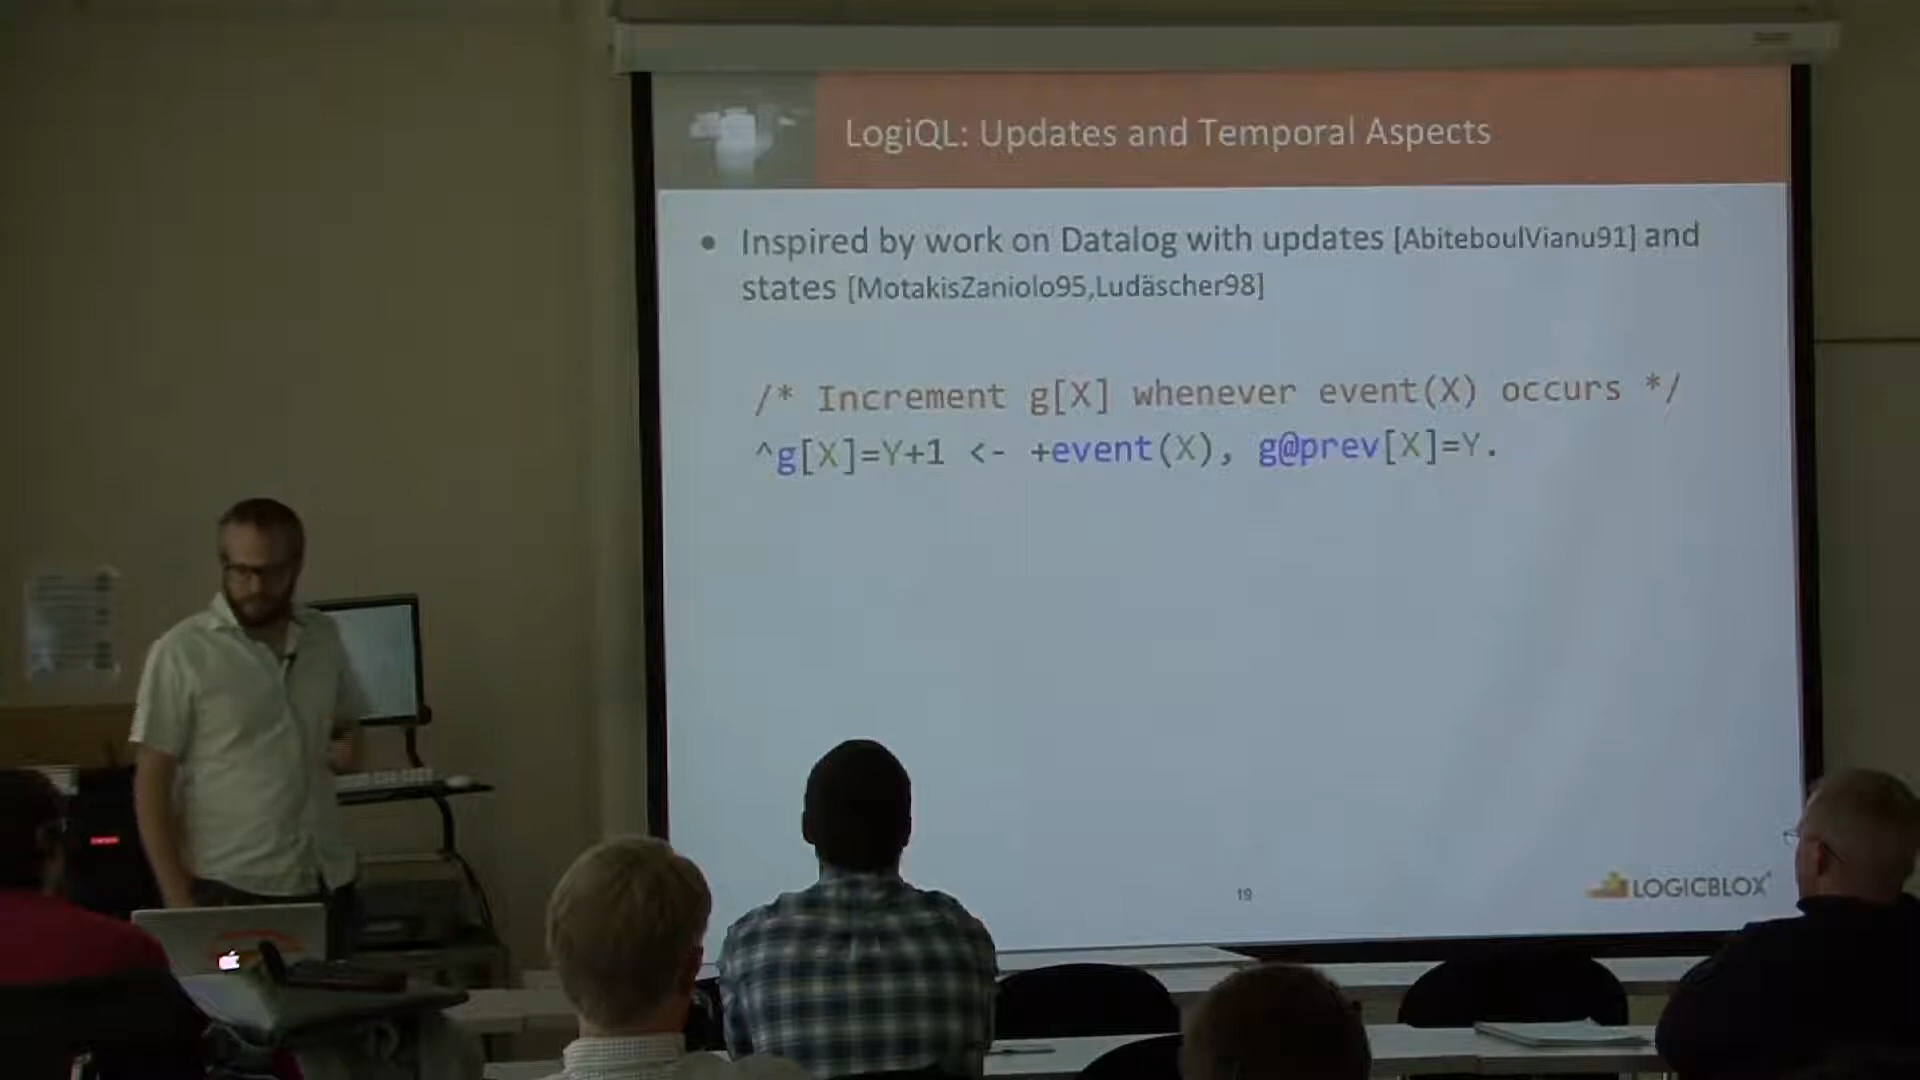 LogiQL: Updates and Temporal Aspects
• Inspired by work on Datalog with updates [AbiteboulVianu91] and
states [MotakisZaniolo95,Ludäscher98]
/* Increment g[X] whenever event(X) occurs */
^g[X]=Y+1 <- +event(X), g@prev[X]=Y.
19
LOGICBLOX